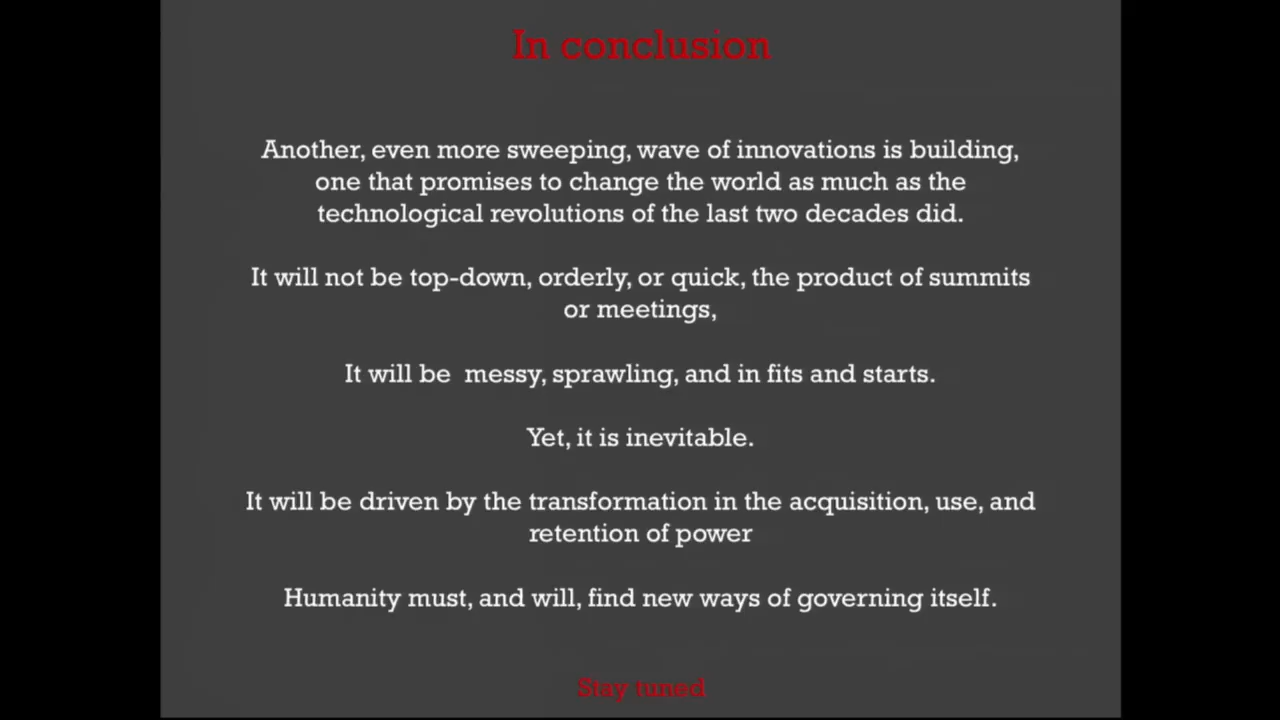 In conclusion
Another, even more sweeping, wave of innovations is building,
one that promises to change the world as much as the
technological revolutions of the last two decades did.
It will not be top-down, orderly, or quick, the product of summits
or meetings,
It will be  messy, sprawling, and in fits and starts.
Yet, it is inevitable.
It will be driven by the transformation in the acquisition, use, and
retention of power
Humanity must, and will, find new ways of governing itself.
Stay tuned